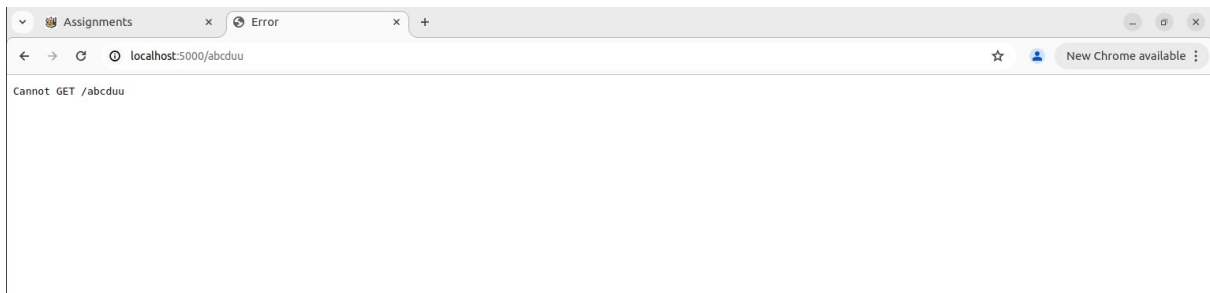 Assignments
Error
localhost:5000/abcduu
New Chrome available
Cannot GET /abcduu